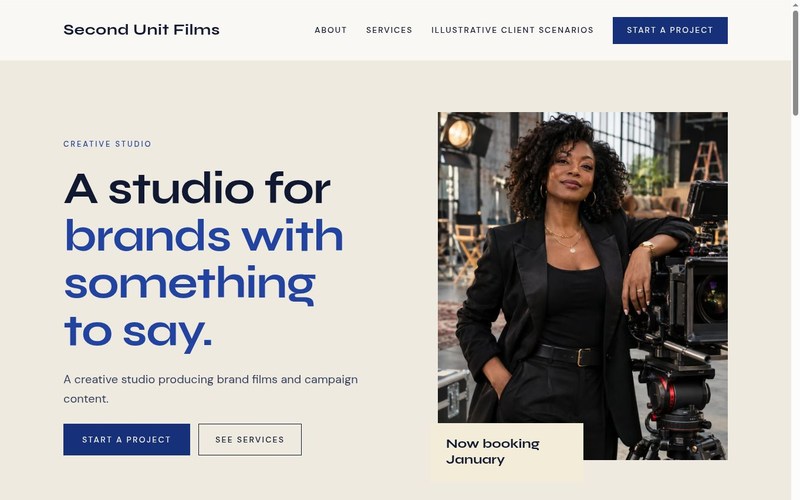 Second Unit Films
ABOUT
SERVICES
ILLUSTRATIVE CLIENT SCENARIOS
START A PROJECT
CREATIVE STUDIO
A studio for
brands with
something
to say.
A creative studio producing brand films and campaign
content.
START A PROJECT
SEE SERVICES
Now booking
January